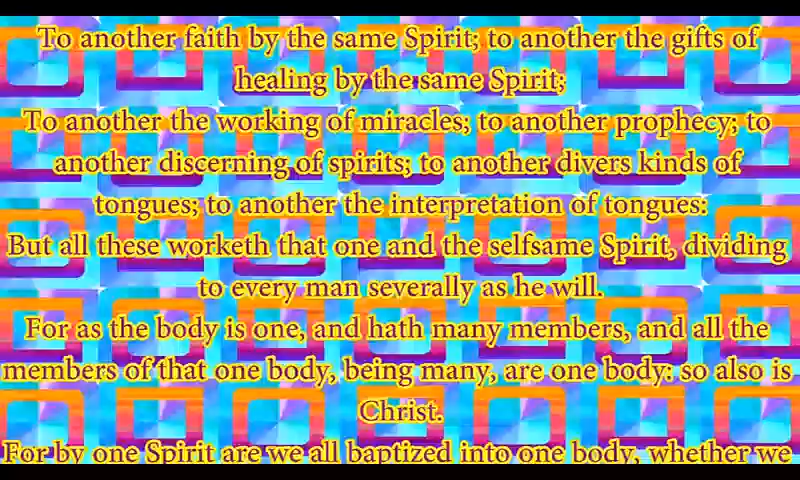 To another faith by the same Spirit; to another the gifts of
healing by the same Spirit;
To another the working of miracles; to another prophecy; to
another discerning of spirits; to another divers kinds of
tongues; to another the interpretation of tongues:
But all these worketh that one and the selfsame Spirit, dividing
to every man severally as he will.
For as the body is one, and hath many members, and all the
members of that one body, being many, are one body: so also is
Christ.
For by one Spirit are we all baptized into one body, whether we